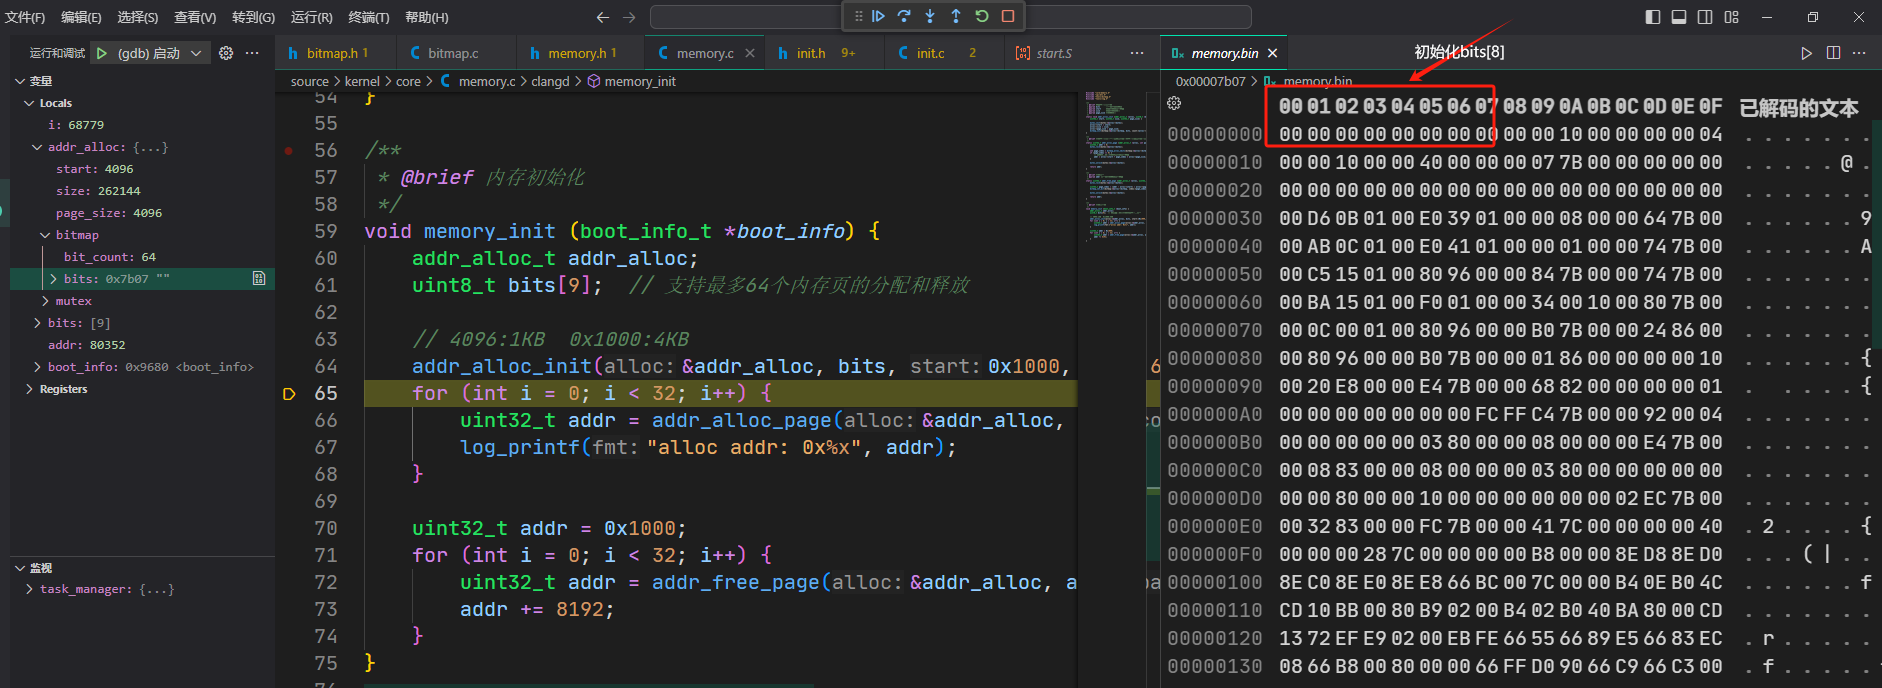 文件(F) 编辑(E) 选择(S) 查看(V) 转到(G) 运行(R) 终端(T) 帮助(H)
运行和调试 (gdb) 启动
bitmap.h 1 bitmap.c memory.h 1 memory.c init.h 9+ init.c 2 start.S memory.bin
初始化bits[8]
变量
Locals
i: 68779
addr_alloc: {...}
start: 4096
size: 262144
page_size: 4096
bitmap
bit_count: 64
bits: 0x7b07 ""
mutex
bits: [9]
addr: 80352
boot_info: 0x9680 <boot_info>
Registers
监视
task_manager: {...}
source > kernel > core > memory.c > clangd > memory_init
54 }
55
56 /**
57 * @brief 内存初始化
58 */
59 void memory_init (boot_info_t *boot_info) {
60 addr_alloc_t addr_alloc;
61 uint8_t bits[9]; // 支持最多64个内存页的分配和释放
62
63 // 4096:1KB 0x1000:4KB
64 addr_alloc_init(alloc: &addr_alloc, bits, start: 0x1000, 6
65 for (int i = 0; i < 32; i++) {
66 uint32_t addr = addr_alloc_page(alloc: &addr_alloc, co
67 log_printf(fmt: "alloc addr: 0x%x", addr);
68 }
69
70 uint32_t addr = 0x1000;
71 for (int i = 0; i < 32; i++) {
72 uint32_t addr = addr_free_page(alloc: &addr_alloc, a pa
73 addr += 8192;
74 }
75 }
0x00007b07 > memory.bin
00 01 02 03 04 05 06 07 08 09 0A 0B 0C 0D 0E 0F 已解码的文本
00000000 00 00 00 00 00 00 00 00 00 00 10 00 00 00 00 04 . . . . . . .
00000010 00 00 10 00 00 40 00 00 00 07 7B 00 00 00 00 00 . . . . . @ .
00000020 00 00 00 00 00 00 00 00 00 00 00 00 00 00 00 00 . . . . . . .
00000030 00 D6 0B 01 00 E0 39 01 00 00 08 00 00 64 7B 00 . . . . . . 9
00000040 00 AB 0C 01 00 E0 41 01 00 00 01 00 00 74 7B 00 . . . . . . A
00000050 00 C5 15 01 00 80 96 00 00 84 7B 00 00 74 7B 00 . . . . . . .
00000060 00 BA 15 01 00 F0 01 00 00 34 00 10 00 80 7B 00 . . . . . . .
00000070 00 0C 00 01 00 80 96 00 00 B0 7B 00 00 24 86 00 . . . . . . .
00000080 00 80 96 00 00 B0 7B 00 00 01 86 00 00 00 00 10 . . . . . . {
00000090 00 20 E8 00 00 E4 7B 00 00 68 82 00 00 00 00 01 . . . . . . {
000000A0 00 00 00 00 00 00 00 FC FF C4 7B 00 00 92 00 04 . . . . . . .
000000B0 00 00 00 00 00 03 80 00 00 08 00 00 00 E4 7B 00 . . . . . . .
000000C0 00 08 83 00 00 08 00 00 00 03 80 00 00 00 00 00 . . . . . . .
000000D0 00 00 80 00 00 10 00 00 00 00 00 00 02 EC 7B 00 . . . . . . .
000000E0 00 32 83 00 00 FC 7B 00 00 41 7C 00 00 00 00 40 . 2 . . . . {
000000F0 00 00 00 28 7C 00 00 00 00 B8 00 00 8E D8 8E D0 . . . ( | . .
00000100 8E C0 8E E0 8E E8 66 BC 00 7C 00 00 B4 0E B0 4C . . . . . . f
00000110 CD 10 BB 00 80 B9 02 00 B4 02 B0 40 BA 80 00 CD . . . . . . .
00000120 13 72 EF E9 02 00 EB FE 66 55 66 89 E5 66 83 EC . r . . . . .
00000130 08 66 B8 00 80 00 00 66 FF D0 90 66 C9 66 C3 00 . f . . . . .